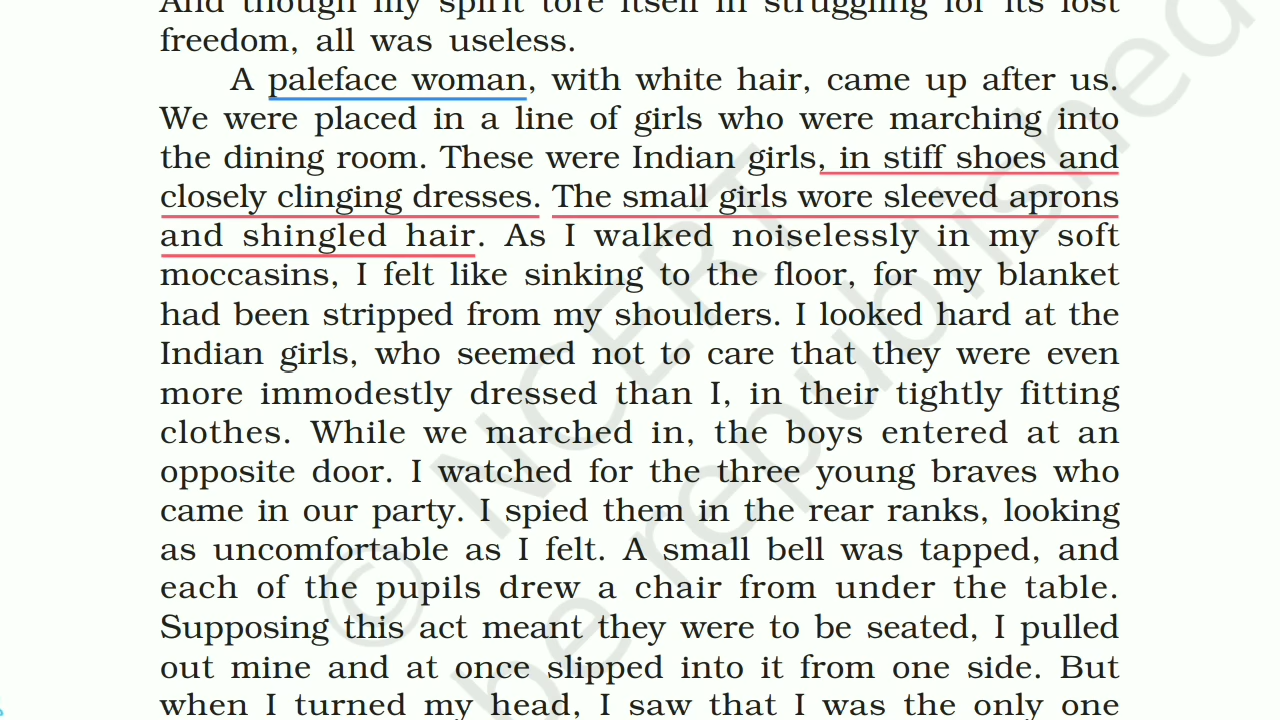 And though my spirit tore itself in struggling for its lost
freedom, all was useless.
A paleface woman, with white hair, came up after us.
We were placed in a line of girls who were marching into
the dining room. These were Indian girls, in stiff shoes and
closely clinging dresses. The small girls wore sleeved aprons
and shingled hair. As I walked noiselessly in my soft
moccasins, I felt like sinking to the floor, for my blanket
had been stripped from my shoulders. I looked hard at the
Indian girls, who seemed not to care that they were even
more immodestly dressed than I, in their tightly fitting
clothes. While we marched in, the boys entered at an
opposite door. I watched for the three young braves who
came in our party. I spied them in the rear ranks, looking
as uncomfortable as I felt. A small bell was tapped, and
each of the pupils drew a chair from under the table.
Supposing this act meant they were to be seated, I pulled
out mine and at once slipped into it from one side. But
when I turned my head, I saw that I was the only one
© NCERT
be republished